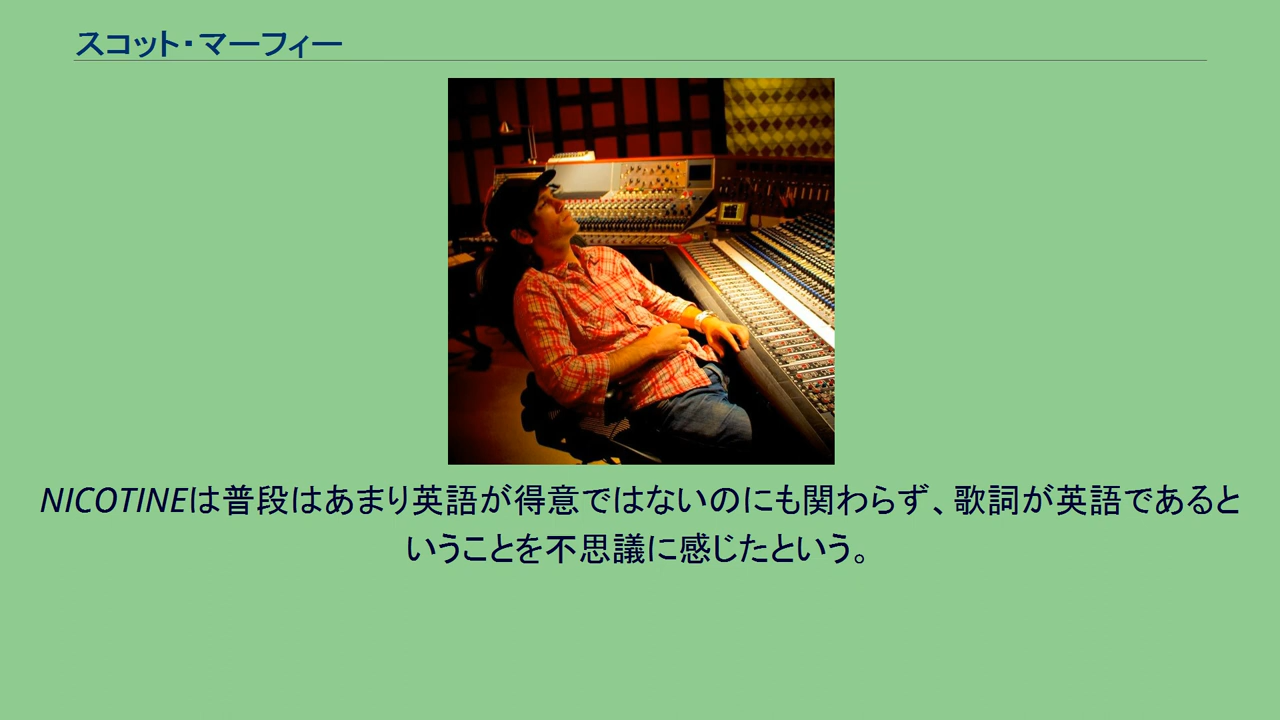 スコット・マーフィー
NICOTINEは普段はあまり英語が得意ではないのにも関わらず、歌詞が英語であると
いうことを不思議に感じたという。